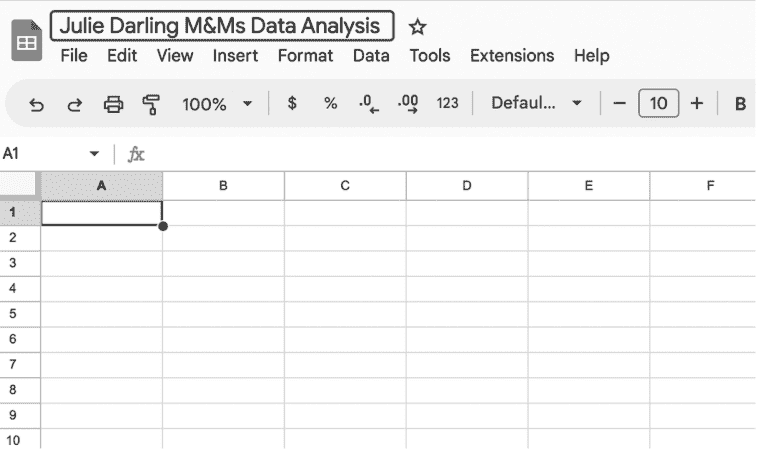 Julie Darling M&Ms Data Analysis
File Edit View Insert Format Data Tools Extensions Help
100% $ % .0 .00 123 Defaul... − 10 + B
A1 fx
A B C D E F
1
2
3
4
5
6
7
8
9
10